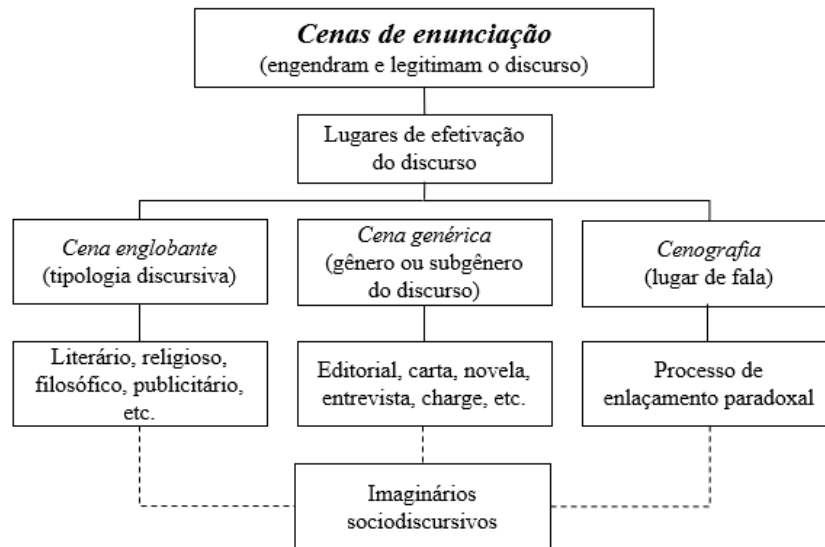 Cenas de enunciação
(engendram e legitimam o discurso)
Lugares de efetivação
do discurso
Cena englobante
(tipologia discursiva)
Cena genérica
(gênero ou subgênero
do discurso)
Cenografia
(lugar de fala)
Literário, religioso,
filosófico, publicitário,
etc.
Editorial, carta, novela,
entrevista, charge, etc.
Processo de
enlaçamento paradoxal
Imaginários
sociodiscursivos